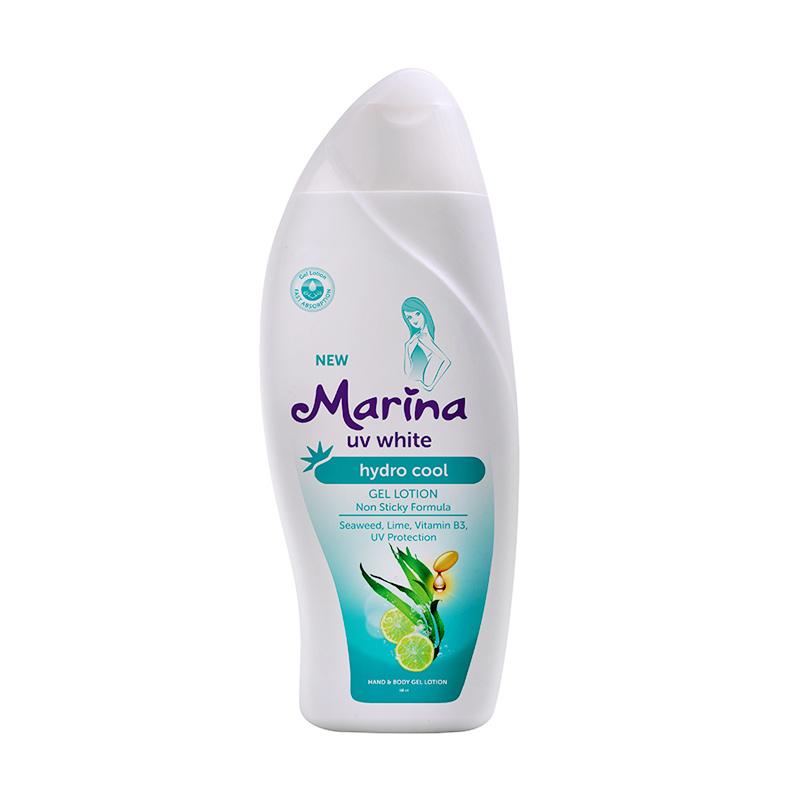 Gel Lotion
FAST ABSORPTION
NEW
Marina
uv white
hydro cool
GEL LOTION
Non Sticky Formula
Seaweed, Lime, Vitamin B3,
UV Protection
HAND & BODY GEL LOTION